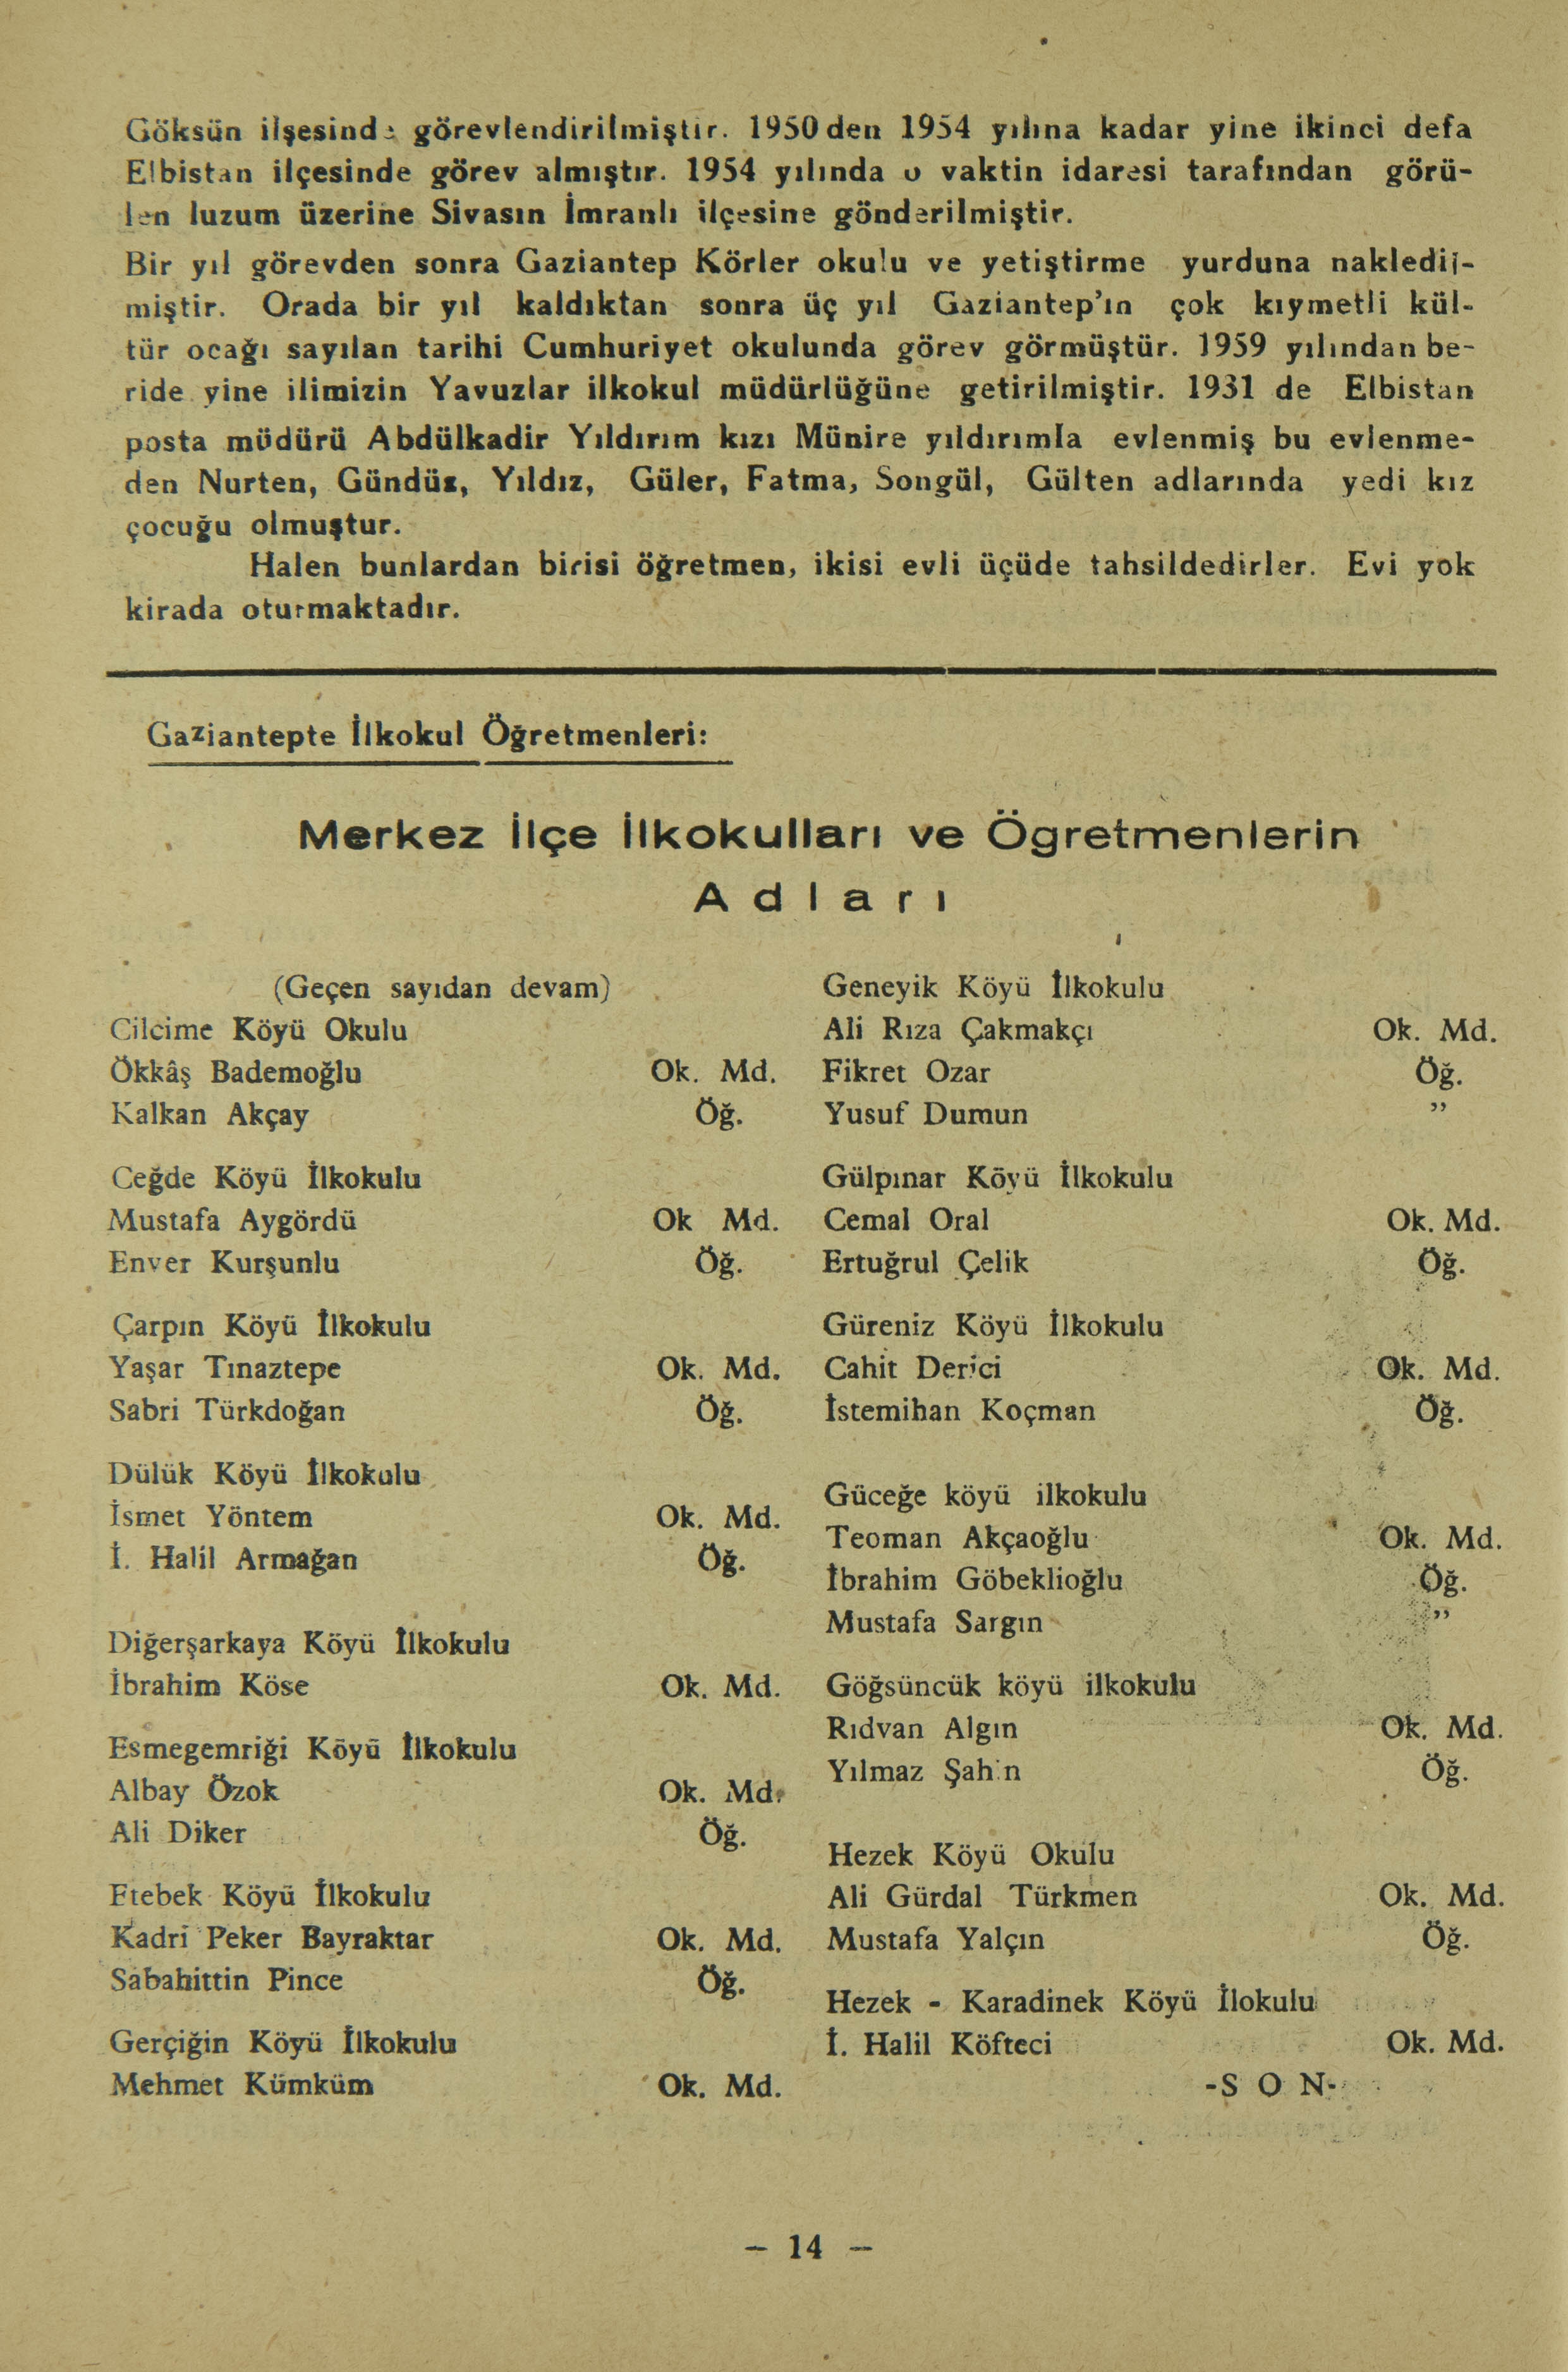 Göksün ilşesinde görevlendirilmiştir. 1950 den 1954 yılına kadar yine ikinci defa
Elbistan ilçesinde görev almıştır. 1954 yılında o vaktin idaresi tarafından görü-
len luzum üzerine Sivasın İmranlı ilçesine gönderilmiştir.
Bir yıl görevden sonra Gaziantep Körler okulu ve yetiştirme yurduna nakledil-
miştir. Orada bir yıl kaldıktan sonra üç yıl Gaziantep'in çok kıymetli kül-
tür ocağı sayılan tarihi Cumhuriyet okulunda görev görmüştür. 1959 yılından be-
ride yine ilimizin Yavuzlar ilkokul müdürlüğüne getirilmiştir. 1931 de Elbistan
posta müdürü Abdülkadir Yıldırım kızı Münire yıldırımla evlenmiş bu evlenme-
den Nurten, Gündüz, Yıldız, Güler, Fatma, Songül, Gülten adlarında yedi kız
çocuğu olmuştur.
Halen bunlardan birisi öğretmen, ikisi evli üçüde tahsildedirler. Evi yok
kirada oturmaktadır.
Gaziantepte İlkokul Öğretmenleri:
Merkez İlçe İlkokulları ve Ögretmenlerin
Adları
(Geçen sayıdan devam)
Cilcime Köyü Okulu
Ökkâş Bademoğlu Ok. Md.
Kalkan Akçay Öğ.
Ceğde Köyü İlkokulu
Mustafa Aygördü Ok Md.
Enver Kurşunlu Öğ.
Çarpın Köyü İlkokulu
Yaşar Tınaztepe Ok. Md.
Sabri Türkdoğan Öğ.
Dülük Köyü İlkokulu
İsmet Yöntem Ok. Md.
İ. Halil Armağan Öğ.
Diğerşarkaya Köyü İlkokulu
İbrahim Köse Ok. Md.
Esmegemriği Köyü İlkokulu
Albay Özok Ok. Md.
Ali Diker Öğ.
Etebek Köyü İlkokulu
Kadri Peker Bayraktar Ok. Md.
Sabahittin Pince Öğ.
Gerçiğin Köyü İlkokulu
Mehmet Kümküm Ok. Md.
Geneyik Köyü İlkokulu
Ali Rıza Çakmakçı Ok. Md.
Fikret Ozar Öğ.
Yusuf Dumun ”
Gülpınar Köyü İlkokulu
Cemal Oral Ok. Md.
Ertuğrul Çelik Öğ.
Güreniz Köyü İlkokulu
Cahit Derici Ok. Md.
İstemihan Koçman Öğ.
Güceğe köyü ilkokulu
Teoman Akçaoğlu Ok. Md.
İbrahim Göbeklioğlu Öğ.
Mustafa Sargın ”
Göğsüncük köyü ilkokulu
Rıdvan Algın Ok. Md.
Yılmaz Şahin Öğ.
Hezek Köyü Okulu
Ali Gürdal Türkmen Ok. Md.
Mustafa Yalçın Öğ.
Hezek - Karadinek Köyü İlokulu
İ. Halil Köfteci Ok. Md.
-S O N-
- 14 -